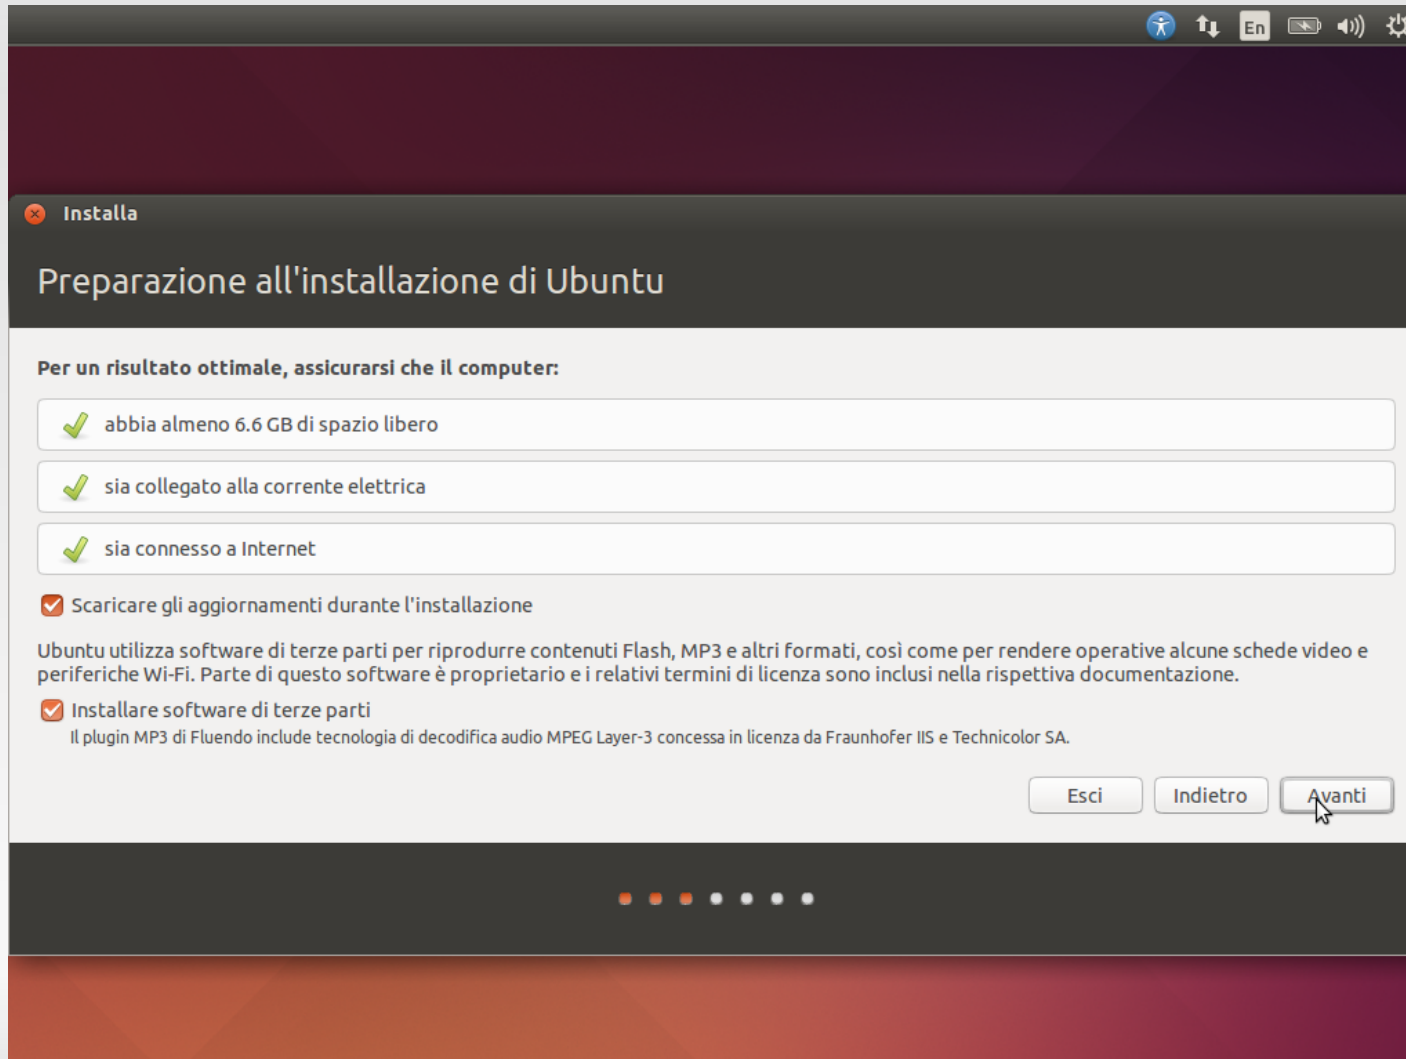 En
Installa
Preparazione all'installazione di Ubuntu
Per un risultato ottimale, assicurarsi che il computer:
abbia almeno 6.6 GB di spazio libero
sia collegato alla corrente elettrica
sia connesso a Internet
Scaricare gli aggiornamenti durante l'installazione
Ubuntu utilizza software di terze parti per riprodurre contenuti Flash, MP3 e altri formati, così come per rendere operative alcune schede video e
periferiche Wi-Fi. Parte di questo software è proprietario e i relativi termini di licenza sono inclusi nella rispettiva documentazione.
Installare software di terze parti
Il plugin MP3 di Fluendo include tecnologia di decodifica audio MPEG Layer-3 concessa in licenza da Fraunhofer IIS e Technicolor SA.
Esci Indietro Avanti